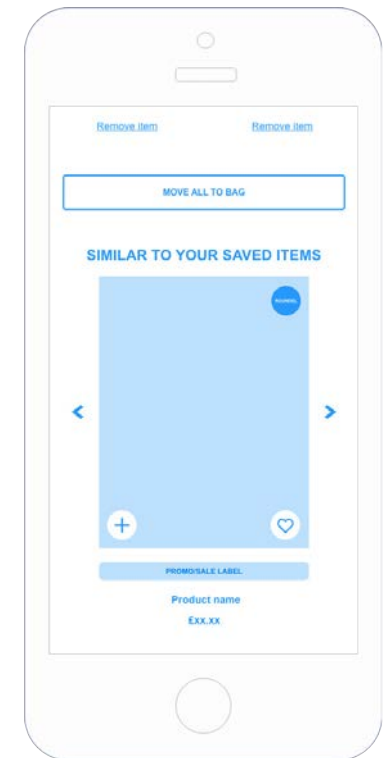 Remove item Remove item
MOVE ALL TO BAG
SIMILAR TO YOUR SAVED ITEMS
ROUNDEL
PROMO/SALE LABEL
Product name
£xx.xx